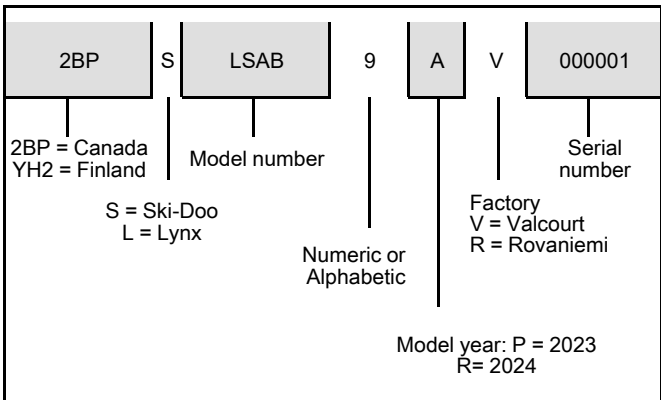 2BP S LSAB 9 A V 000001
2BP = Canada
YH2 = Finland
Model number
Serial
number
S = Ski-Doo
L = Lynx
Factory
V = Valcourt
R = Rovaniemi
Numeric or
Alphabetic
Model year: P = 2023
R= 2024